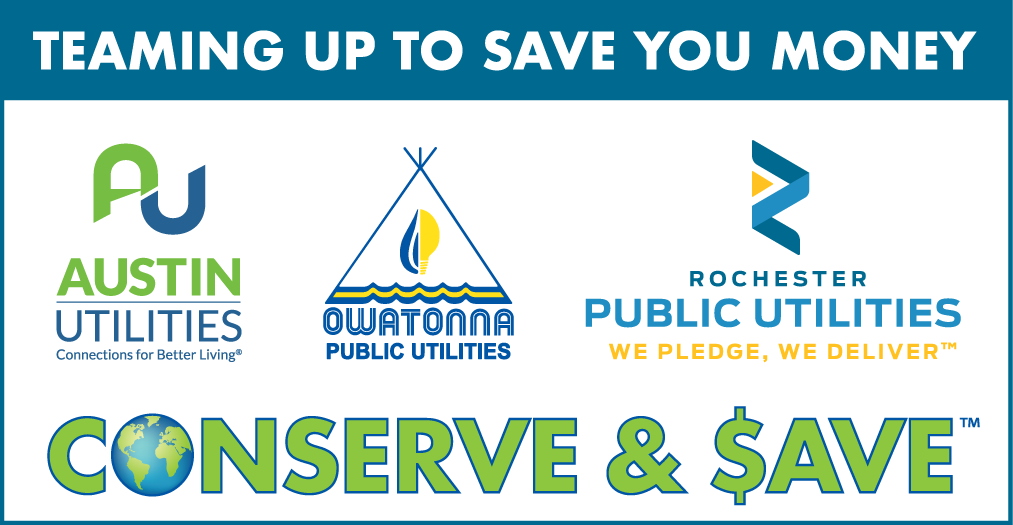 TEAMING UP TO SAVE YOU MONEY
AU
AUSTIN
UTILITIES
Connections for Better Living®
OWATONNA
PUBLIC UTILITIES
ROCHESTER
PUBLIC UTILITIES
WE PLEDGE, WE DELIVER™
CONSERVE & $AVE™